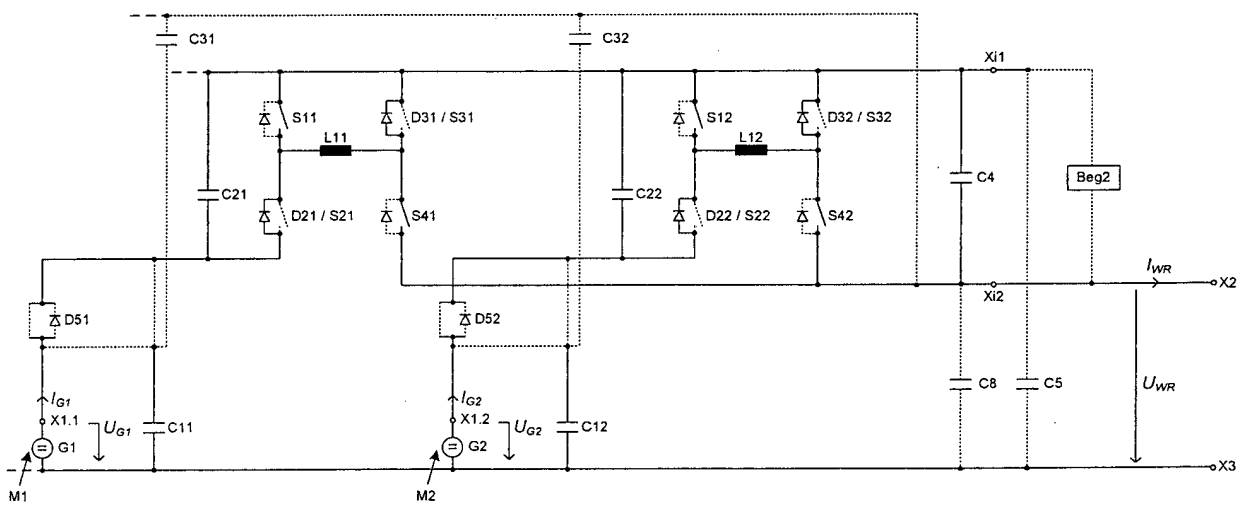 C31
C32
Xi1
S11
D31 / S31
S12
D32 / S32
L11
L12
C21
C22
C4
Beg2
D21 / S21
S41
D22 / S22
S42
I_WR
X2
Xi2
D51
D52
C8
C5
U_WR
I_G1
I_G2
X1.1
U_G1
C11
X1.2
U_G2
C12
G1
G2
X3
M1
M2